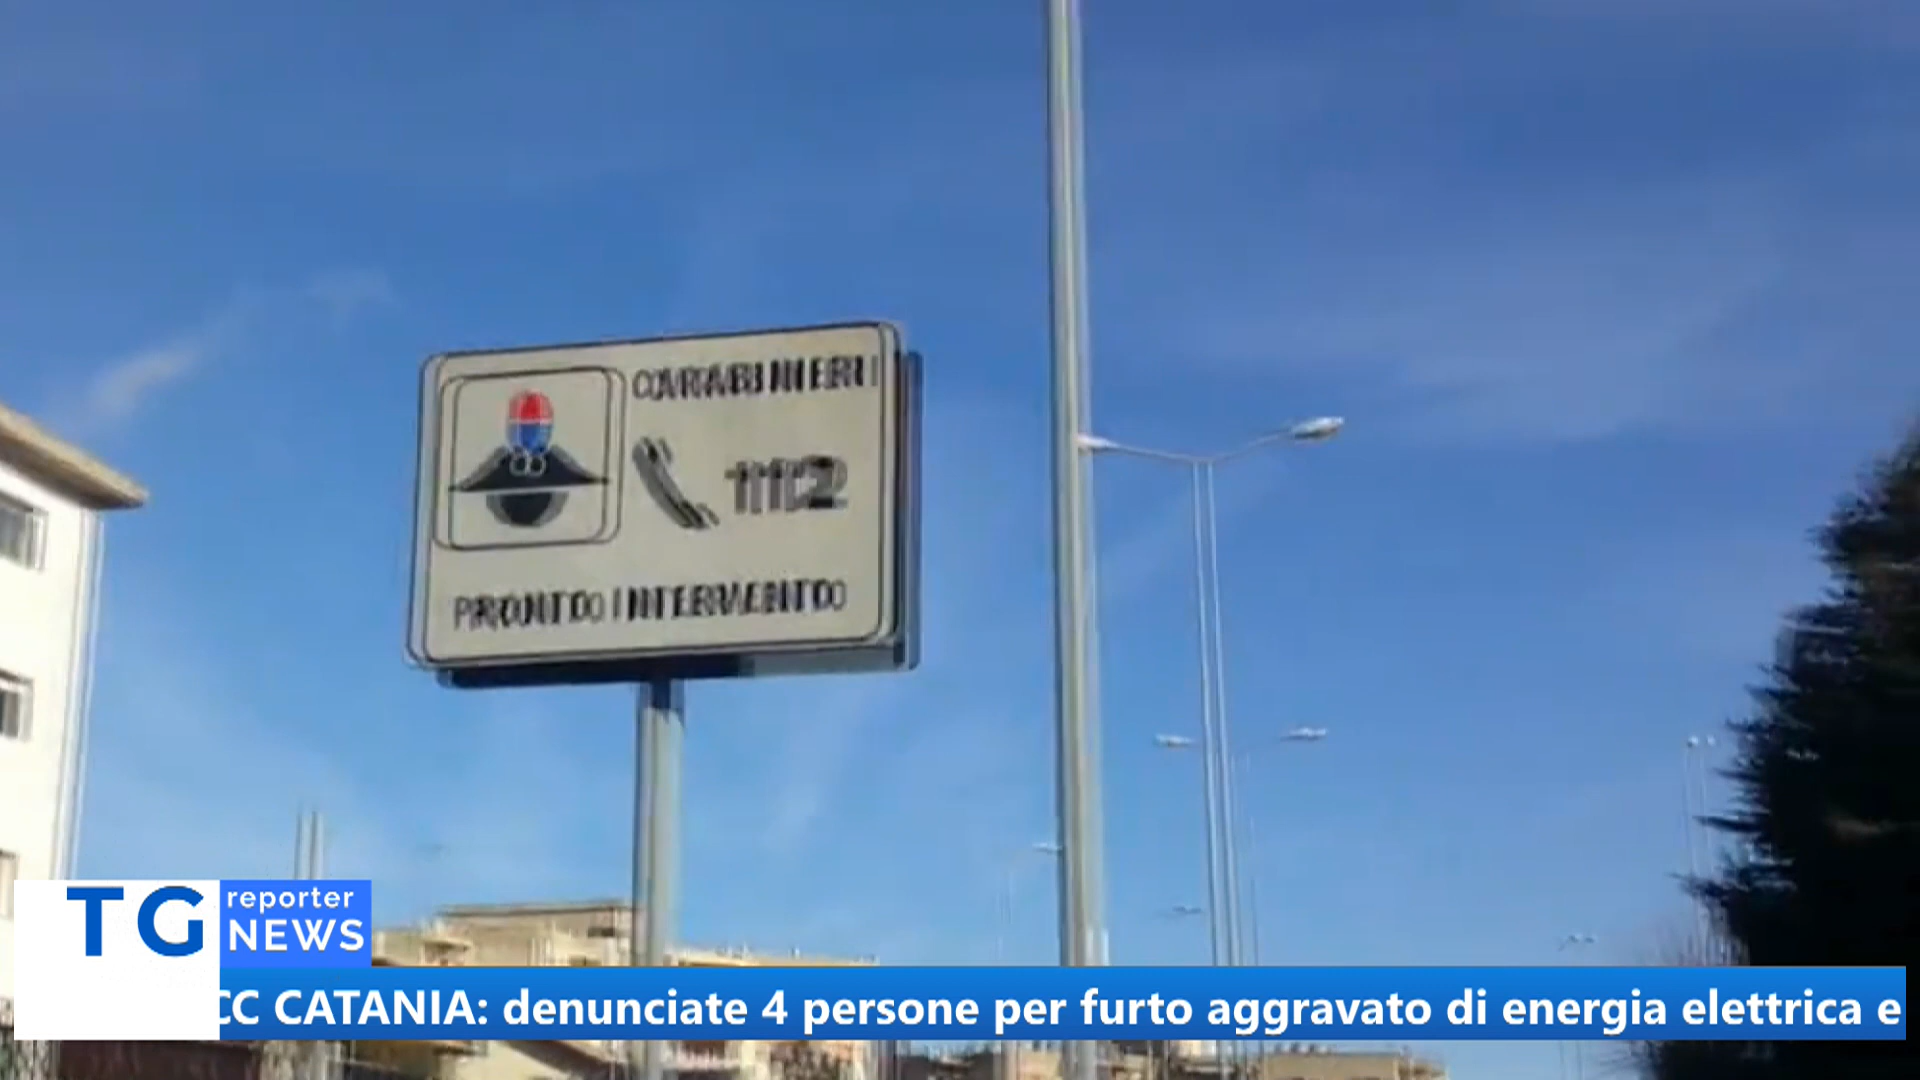 CARABINIERI
112
PRONTO INTERVENTO
TG reporter
NEWS
CC CATANIA: denunciate 4 persone per furto aggravato di energia elettrica e